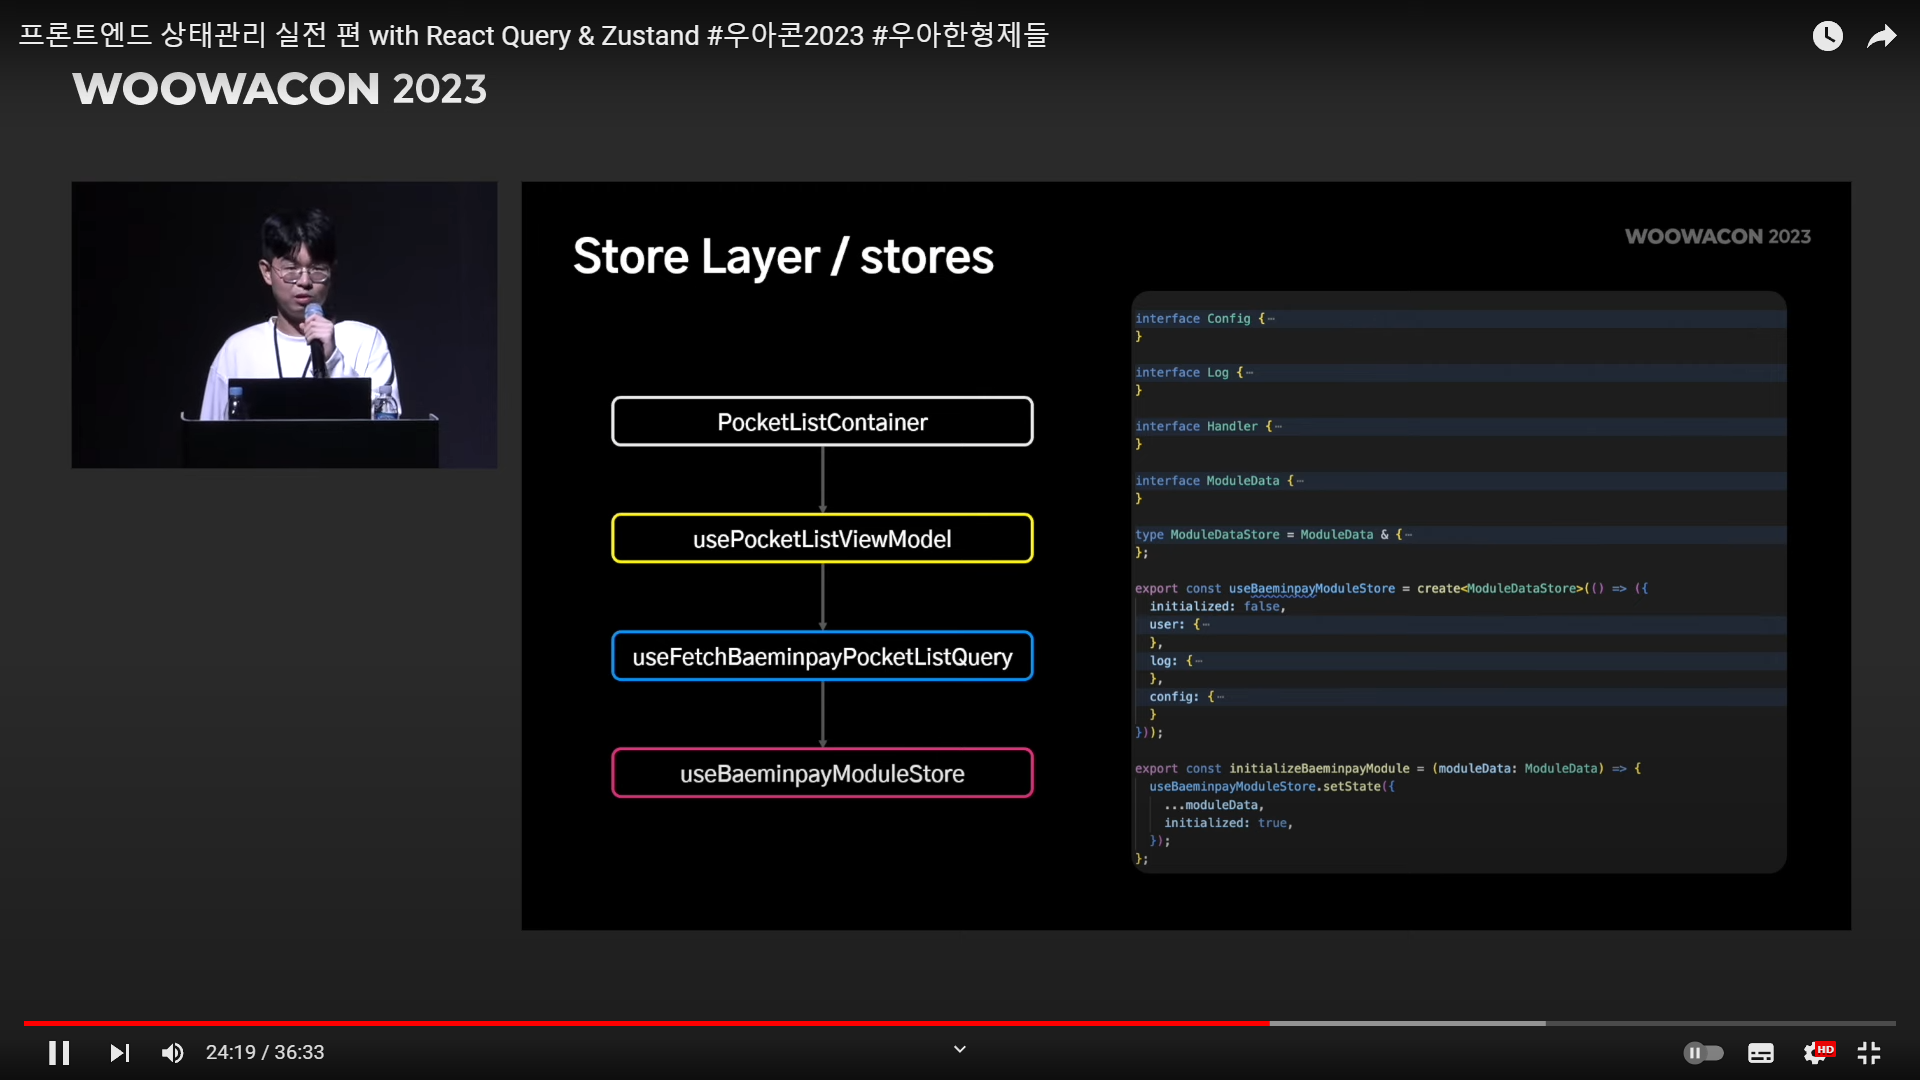 프론트엔드 상태관리 실전 편 with React Query & Zustand #우아콘2023 #우아한형제들
WOOWACON 2023
Store Layer / stores
WOOWACON 2023
PocketListContainer
usePocketListViewModel
useFetchBaeminpayPocketListQuery
useBaeminpayModuleStore
interface Config {⋯
}
interface Log {⋯
}
interface Handler {⋯
}
interface ModuleData {⋯
}
type ModuleDataStore = ModuleData & {⋯
};
export const useBaeminpayModuleStore = create<ModuleDataStore>(() => ({
initialized: false,
user: {⋯
},
log: {⋯
},
config: {⋯
}
}));
export const initializeBaeminpayModule = (moduleData: ModuleData) => {
useBaeminpayModuleStore.setState({
...moduleData,
initialized: true,
});
};
24:19 / 36:33
HD